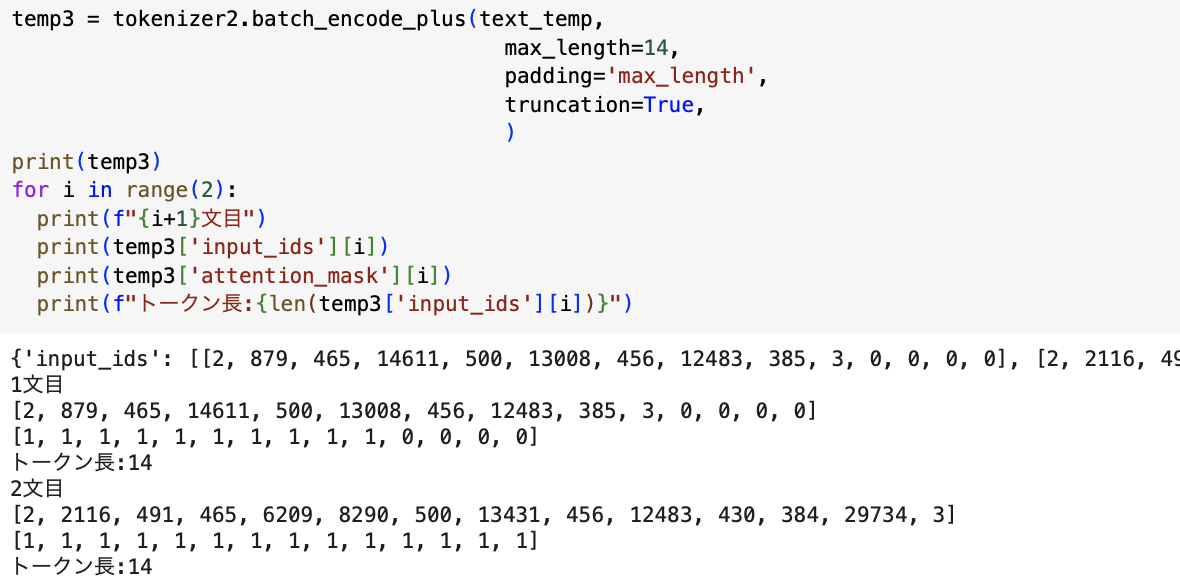 temp3 = tokenizer2.batch_encode_plus(text_temp,
max_length=14,
padding='max_length',
truncation=True,
)
print(temp3)
for i in range(2):
print(f"{i+1}文目")
print(temp3['input_ids'][i])
print(temp3['attention_mask'][i])
print(f"トークン長:{len(temp3['input_ids'][i])}")
{'input_ids': [[2, 879, 465, 14611, 500, 13008, 456, 12483, 385, 3, 0, 0, 0, 0], [2, 2116, 49
1文目
[2, 879, 465, 14611, 500, 13008, 456, 12483, 385, 3, 0, 0, 0, 0]
[1, 1, 1, 1, 1, 1, 1, 1, 1, 1, 0, 0, 0, 0]
トークン長:14
2文目
[2, 2116, 491, 465, 6209, 8290, 500, 13431, 456, 12483, 430, 384, 29734, 3]
[1, 1, 1, 1, 1, 1, 1, 1, 1, 1, 1, 1, 1, 1]
トークン長:14